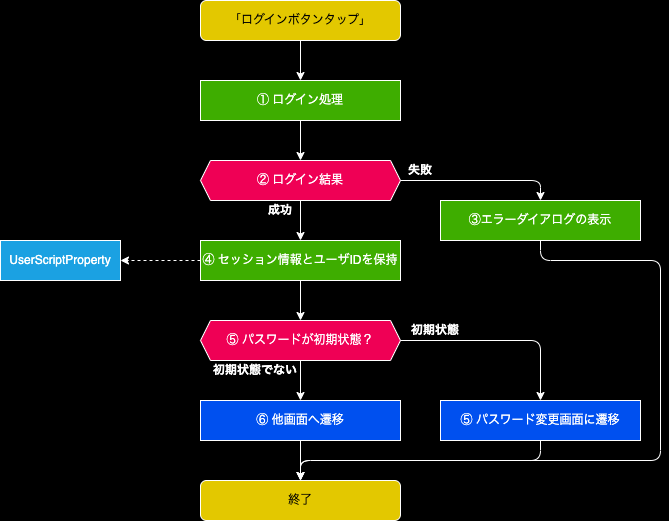 「ログインボタンタップ」
① ログイン処理
② ログイン結果
失敗
成功
③エラーダイアログの表示
UserScriptProperty
④ セッション情報とユーザIDを保持
⑤ パスワードが初期状態？
初期状態
初期状態でない
⑥ 他画面へ遷移
⑤ パスワード変更画面に遷移
終了